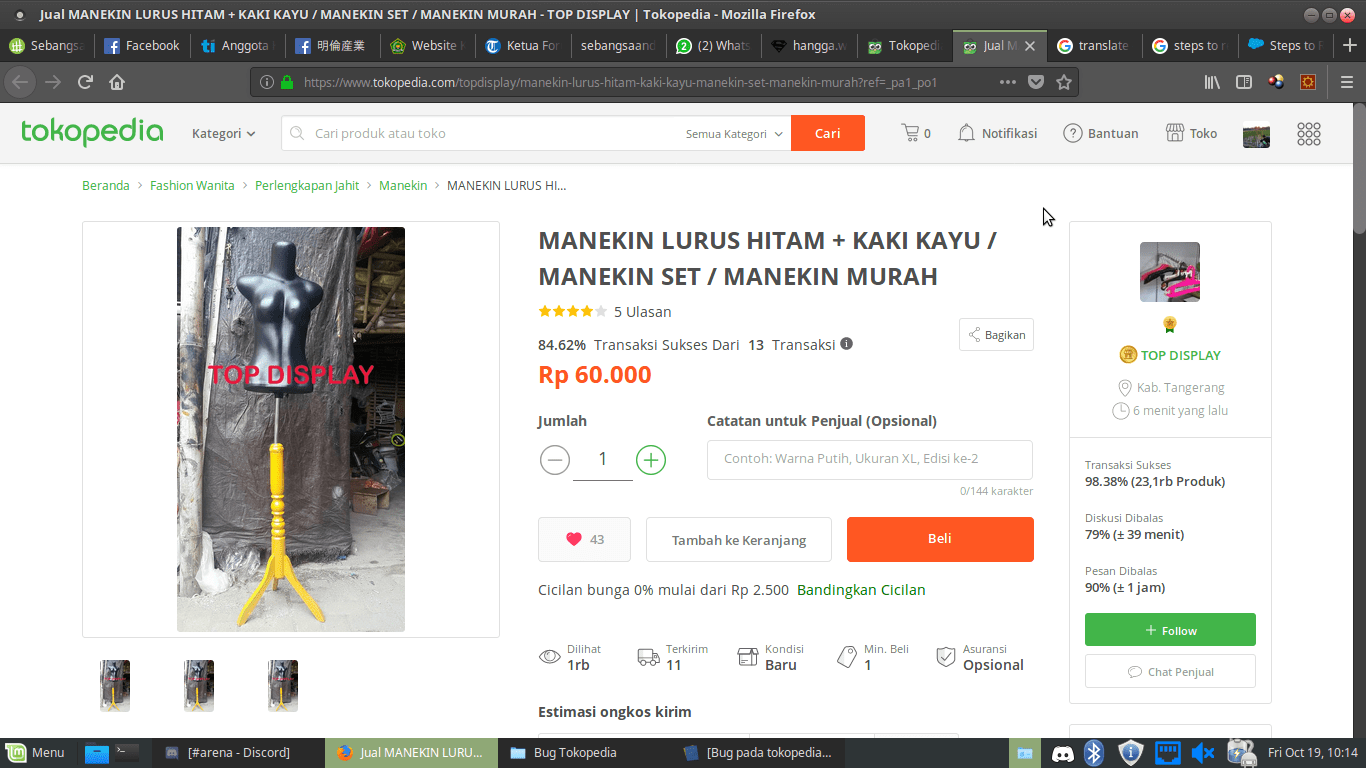 Jual MANEKIN LURUS HITAM + KAKI KAYU / MANEKIN SET / MANEKIN MURAH - TOP DISPLAY | Tokopedia - Mozilla Firefox
Sebangs
Facebook
Anggota
明倫産業
Website
Ketua For
sebangsaand
(2) Whats
hangga.w
Tokopedi
Jual M
translate
steps to r
Steps to R
https://www.tokopedia.com/topdisplay/manekin-lurus-hitam-kaki-kayu-manekin-set-manekin-murah?ref=_pa1_po1
tokopedia
Kategori
Cari produk atau toko
Semua Kategori
Cari
0
Notifikasi
Bantuan
Toko
Beranda > Fashion Wanita > Perlengkapan Jahit > Manekin > MANEKIN LURUS HI...
TOP DISPLAY
MANEKIN LURUS HITAM + KAKI KAYU /
MANEKIN SET / MANEKIN MURAH
5 Ulasan
84.62% Transaksi Sukses Dari 13 Transaksi
Bagikan
Rp 60.000
Jumlah
1
Catatan untuk Penjual (Opsional)
Contoh: Warna Putih, Ukuran XL, Edisi ke-2
0/144 karakter
43
Tambah ke Keranjang
Beli
Cicilan bunga 0% mulai dari Rp 2.500 Bandingkan Cicilan
Dilihat
1rb
Terkirim
11
Kondisi
Baru
Min. Beli
1
Asuransi
Opsional
Estimasi ongkos kirim
TOP DISPLAY
Kab. Tangerang
6 menit yang lalu
Transaksi Sukses
98.38% (23,1rb Produk)
Diskusi Dibalas
79% (± 39 menit)
Pesan Dibalas
90% (± 1 jam)
+ Follow
Chat Penjual
Menu
[#arena - Discord]
Jual MANEKIN LURU...
Bug Tokopedia
[Bug pada tokopedia...
Fri Oct 19, 10:14